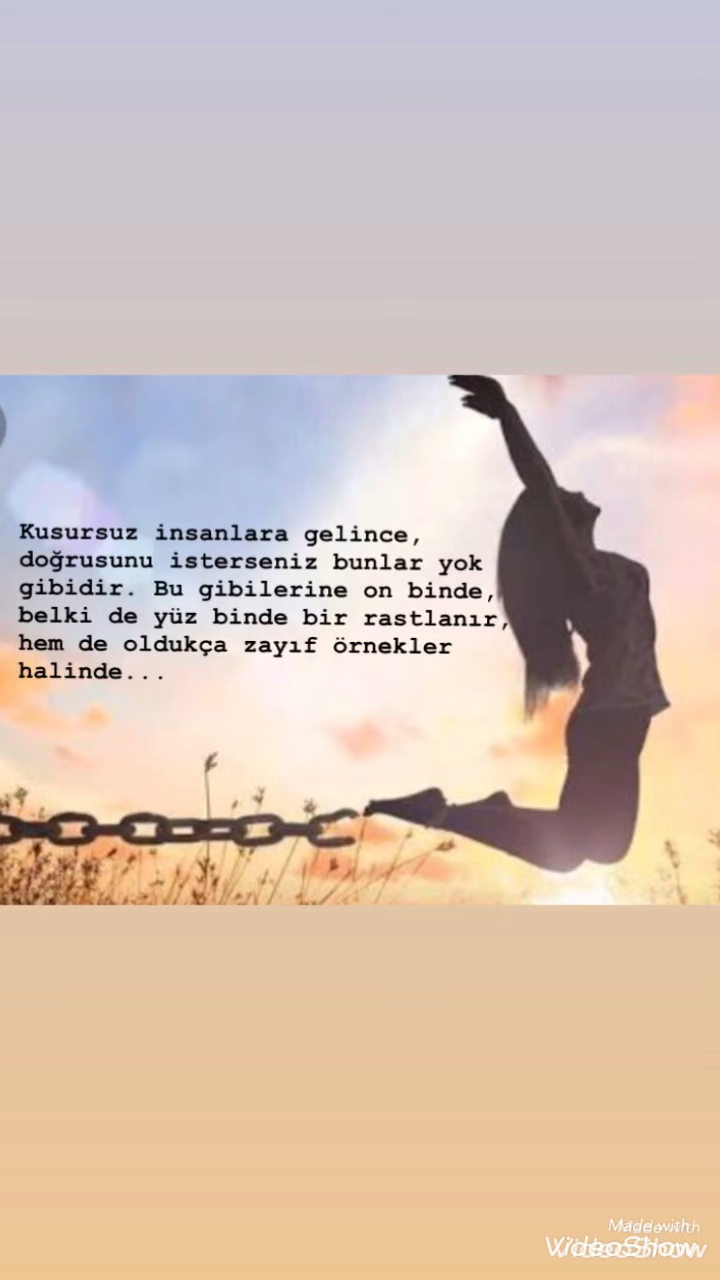 Kusursuz insanlara gelince,
doğrusunu isterseniz bunlar yok
gibidir. Bu gibilerine on binde,
belki de yüz binde bir rastlanır,
hem de oldukça zayıf örnekler
halinde...
Made with
VideoShow